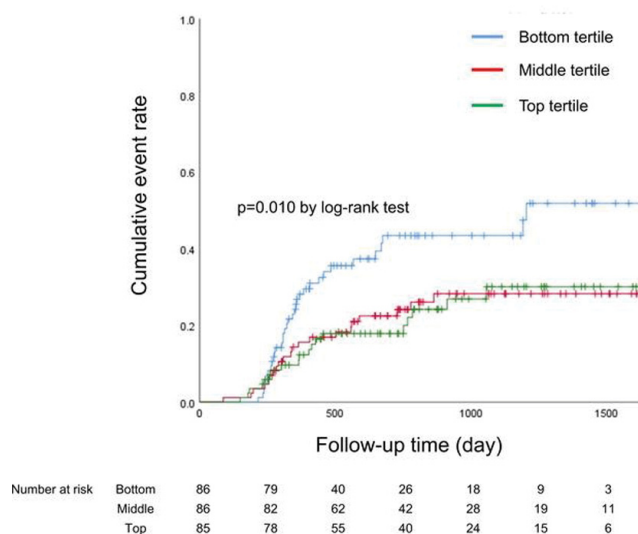 Bottom tertile
Middle tertile
Top tertile
p=0.010 by log-rank test
Cumulative event rate
1.0
0.8
0.6
0.4
0.2
0.0
0 500 1000 1500
Follow-up time (day)
Number at risk Bottom 86 79 40 26 18 9 3
Middle 86 82 62 42 28 19 11
Top 85 78 55 40 24 15 6